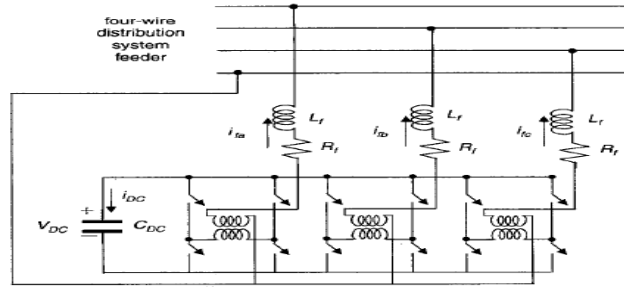 four-wire
distribution
system
feeder
L_f
L_f
L_f
i_fa
i_fb
i_fc
R_f
R_f
R_f
i_DC
+
V_DC
C_DC
−